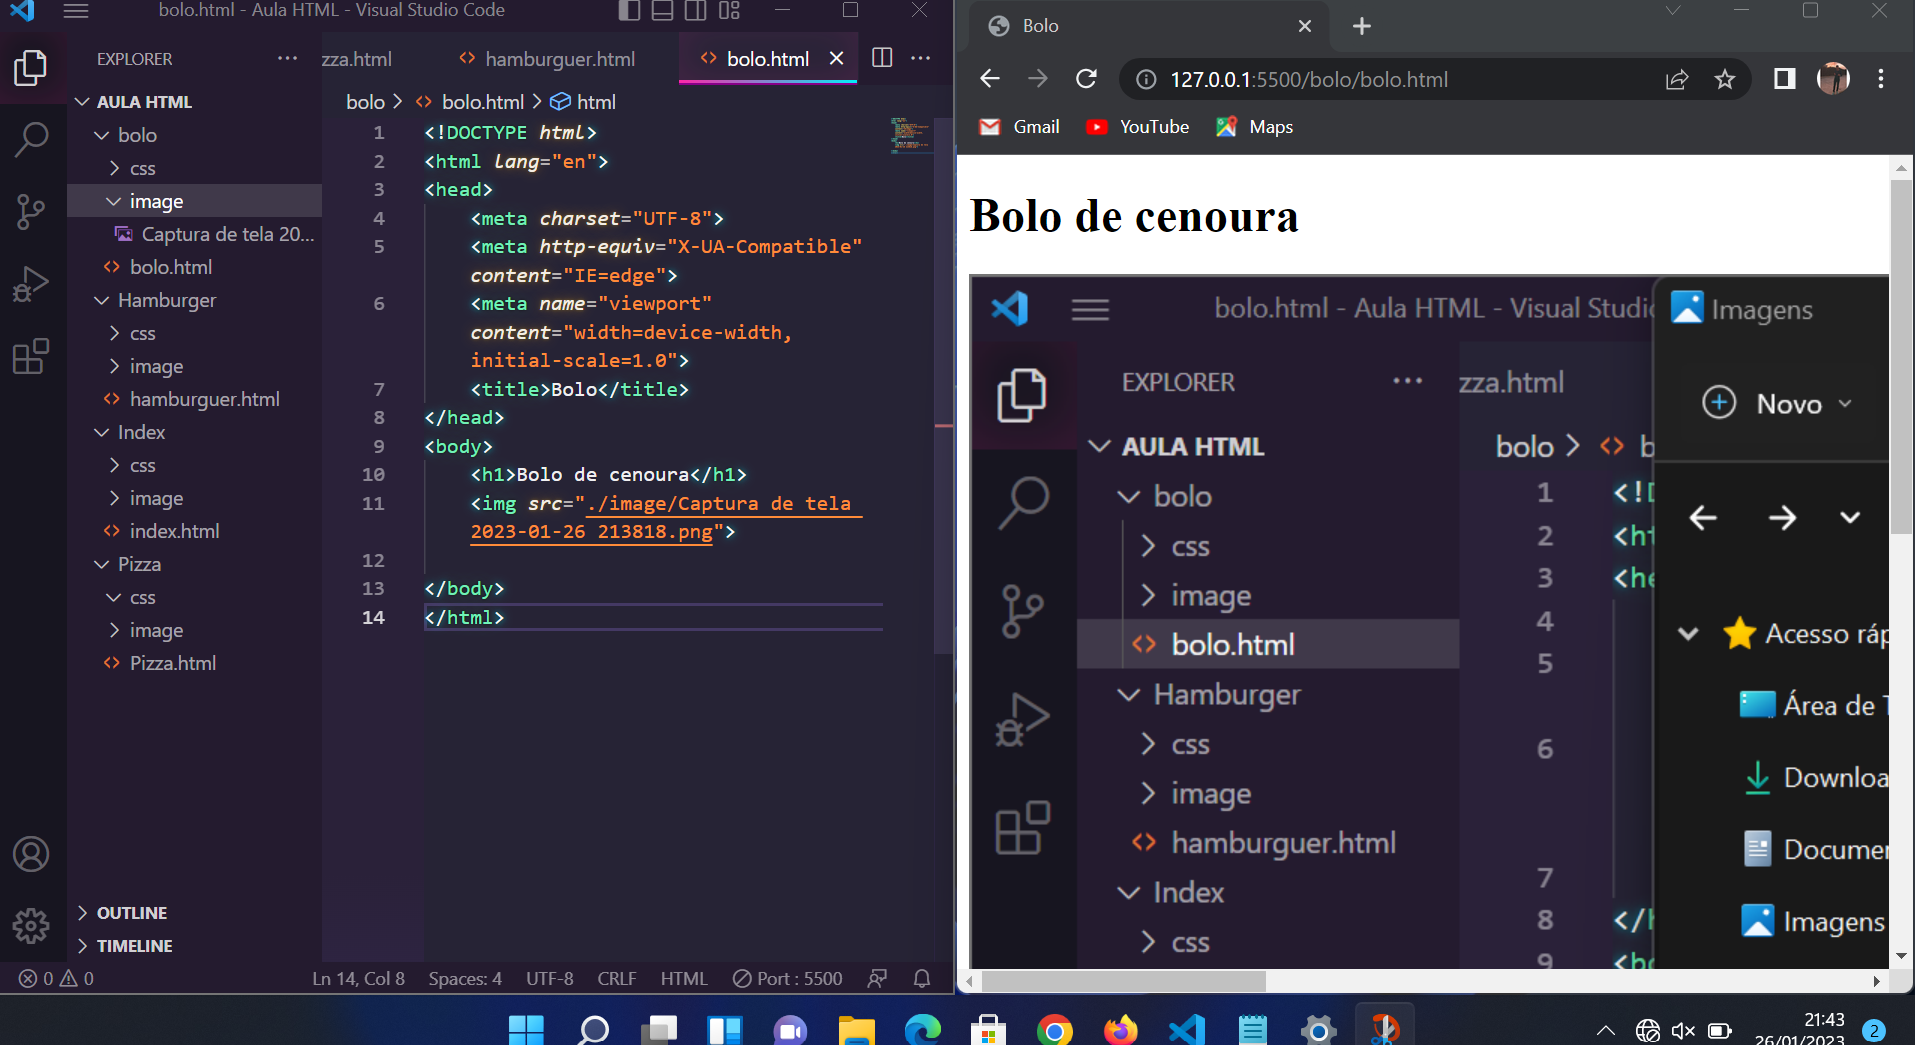 bolo.html - Aula HTML - Visual Studio Code
EXPLORER
AULA HTML
bolo
css
image
Captura de tela 20...
bolo.html
Hamburger
css
image
hamburguer.html
Index
css
image
index.html
Pizza
css
image
Pizza.html
OUTLINE
TIMELINE
zza.html
hamburguer.html
bolo.html
bolo > bolo.html > html
1 <!DOCTYPE html>
2 <html lang="en">
3 <head>
4 <meta charset="UTF-8">
5 <meta http-equiv="X-UA-Compatible"
content="IE=edge">
6 <meta name="viewport"
content="width=device-width,
initial-scale=1.0">
7 <title>Bolo</title>
8 </head>
9 <body>
10 <h1>Bolo de cenoura</h1>
11 <img src="./image/Captura de tela
2023-01-26 213818.png">
12
13 </body>
14 </html>
0 0
Ln 14, Col 8
Spaces: 4
UTF-8
CRLF
HTML
Port : 5500
Bolo
127.0.0.1:5500/bolo/bolo.html
Gmail
YouTube
Maps
Bolo de cenoura
bolo.html - Aula HTML - Visual Studio
EXPLORER
AULA HTML
bolo
css
image
bolo.html
Hamburger
css
image
hamburguer.html
Index
css
zza.html
bolo > b
1 <!D
2 <ht
3 <he
4
5
6
7
8 </h
9 <bo
Imagens
Novo
Acesso ráp
Área de T
Downloa
Documen
Imagens
21:43
26/01/2023
2